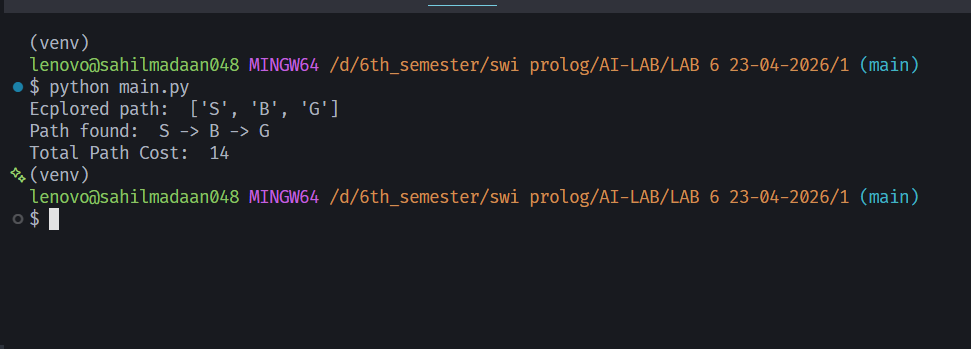 (venv)
lenovo@sahilmadaan048 MINGW64 /d/6th_semester/swi prolog/AI-LAB/LAB 6 23-04-2026/1 (main)
$ python main.py
Ecplored path:  ['S', 'B', 'G']
Path found:  S -> B -> G
Total Path Cost:  14
(venv)
lenovo@sahilmadaan048 MINGW64 /d/6th_semester/swi prolog/AI-LAB/LAB 6 23-04-2026/1 (main)
$